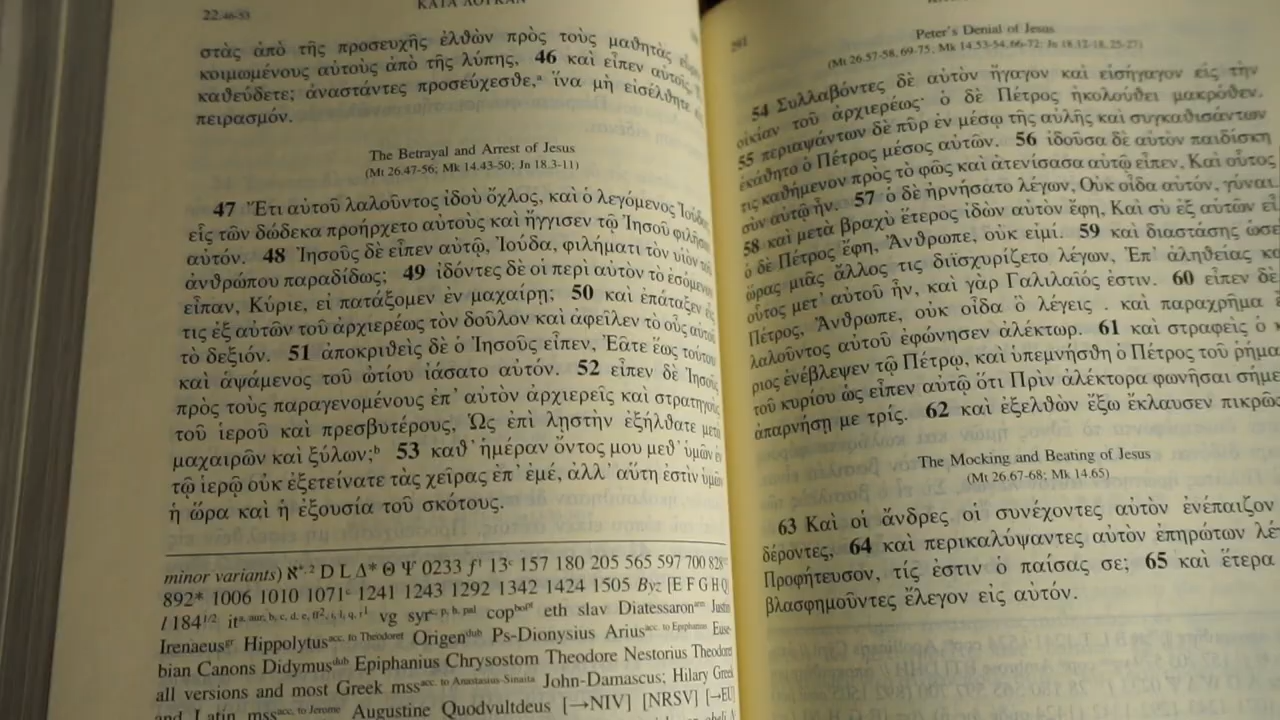 22.46-53
ΚΑΤΑ ΛΟΥΚΑΝ
στὰς ἀπὸ τῆς προσευχῆς ἐλθὼν πρὸς τοὺς μαθητὰς
κοιμωμένους αὐτοὺς ἀπὸ τῆς λύπης, 46 καὶ εἶπεν αὐτοῖς,
καθεύδετε; ἀναστάντες προσεύχεσθε,ᵃ ἵνα μὴ εἰσέλθητε
πειρασμόν.
The Betrayal and Arrest of Jesus
(Mt 26.47-56; Mk 14.43-50; Jn 18.3-11)
47 Ἔτι αὐτοῦ λαλοῦντος ἰδοὺ ὄχλος, καὶ ὁ λεγόμενος Ἰούδας
εἷς τῶν δώδεκα προήρχετο αὐτοὺς καὶ ἤγγισεν τῷ Ἰησοῦ φιλῆσαι
αὐτόν. 48 Ἰησοῦς δὲ εἶπεν αὐτῷ, Ἰούδα, φιλήματι τὸν υἱὸν τοῦ
ἀνθρώπου παραδίδως; 49 ἰδόντες δὲ οἱ περὶ αὐτὸν τὸ ἐσόμενον
εἶπαν, Κύριε, εἰ πατάξομεν ἐν μαχαίρῃ; 50 καὶ ἐπάταξεν εἷς
τις ἐξ αὐτῶν τοῦ ἀρχιερέως τὸν δοῦλον καὶ ἀφεῖλεν τὸ οὖς αὐτοῦ
τὸ δεξιόν. 51 ἀποκριθεὶς δὲ ὁ Ἰησοῦς εἶπεν, Ἐᾶτε ἕως τούτου·
καὶ ἁψάμενος τοῦ ὠτίου ἰάσατο αὐτόν. 52 εἶπεν δὲ Ἰησοῦς
πρὸς τοὺς παραγενομένους ἐπ’ αὐτὸν ἀρχιερεῖς καὶ στρατηγοὺς
τοῦ ἱεροῦ καὶ πρεσβυτέρους, Ὡς ἐπὶ λῃστὴν ἐξήλθατε μετὰ
μαχαιρῶν καὶ ξύλων;ᵇ 53 καθ’ ἡμέραν ὄντος μου μεθ’ ὑμῶν ἐν
τῷ ἱερῷ οὐκ ἐξετείνατε τὰς χεῖρας ἐπ’ ἐμέ, ἀλλ’ αὕτη ἐστὶν ὑμῶν
ἡ ὥρα καὶ ἡ ἐξουσία τοῦ σκότους.
minor variants) ℵ*,² D L Δ* Θ Ψ 0233 f¹ 13ᶜ 157 180 205 565 597 700 828
892* 1006 1010 1071ᶜ 1241 1243 1292 1342 1424 1505 Byz [E F G H Q]
l 184¹/² itᵃ, ᵃᵘʳ, ᵇ, ᶜ, ᵈ, ᵉ, ᶠᶠ², ⁱ, ˡ, q, ʳ¹ vg syrᶜ, ᵖ, ʰ, ᵖᵃˡ copᵇᵒᵖᵗ eth slav Diatessaronᵃʳᵐ Justin
Irenaeusᵍʳ Hippolytusᵃᶜᶜ· ᵗᵒ ᵀʰᵉᵒᵈᵒʳᵉᵗ Origenᵈᵘᵇ Ps-Dionysius Ariusᵃᶜᶜ· ᵗᵒ ᴱᵖⁱᵖʰᵃⁿⁱᵘˢ Euse-
bian Canons Didymusᵈᵘᵇ Epiphanius Chrysostom Theodore Nestorius Theodoret
all versions and most Greek mssᵃᶜᶜ· ᵗᵒ ᴬⁿᵃˢᵗᵃˢⁱᵘˢ⁻ˢⁱⁿᵃⁱᵗᵃ John-Damascus; Hilary Greek
and Latin mssᵃᶜᶜ· ᵗᵒ ᴶᵉʳᵒᵐᵉ Augustine Quodvultdeus [→NIV] [NRSV] [→EU]
291
Peter's Denial of Jesus
(Mt 26.57-58, 69-75; Mk 14.53-54, 66-72; Jn 18.12-18, 25-27)
54 Συλλαβόντες δὲ αὐτὸν ἤγαγον καὶ εἰσήγαγον εἰς τὴν
οἰκίαν τοῦ ἀρχιερέως· ὁ δὲ Πέτρος ἠκολούθει μακρόθεν.
55 περιαψάντων δὲ πῦρ ἐν μέσῳ τῆς αὐλῆς καὶ συγκαθισάντων
ἐκάθητο ὁ Πέτρος μέσος αὐτῶν. 56 ἰδοῦσα δὲ αὐτὸν παιδίσκη
τις καθήμενον πρὸς τὸ φῶς καὶ ἀτενίσασα αὐτῷ εἶπεν, Καὶ οὗτος
σὺν αὐτῷ ἦν. 57 ὁ δὲ ἠρνήσατο λέγων, Οὐκ οἶδα αὐτόν, γύναι.
58 καὶ μετὰ βραχὺ ἕτερος ἰδὼν αὐτὸν ἔφη, Καὶ σὺ ἐξ αὐτῶν εἶ
ὁ δὲ Πέτρος ἔφη, Ἄνθρωπε, οὐκ εἰμί. 59 καὶ διαστάσης ὡσε
ὥρας μιᾶς ἄλλος τις διϊσχυρίζετο λέγων, Ἐπ’ ἀληθείας κα
οὗτος μετ’ αὐτοῦ ἦν, καὶ γὰρ Γαλιλαῖός ἐστιν. 60 εἶπεν δὲ
Πέτρος, Ἄνθρωπε, οὐκ οἶδα ὃ λέγεις . καὶ παραχρῆμα ἔ
λαλοῦντος αὐτοῦ ἐφώνησεν ἀλέκτωρ. 61 καὶ στραφεὶς ὁ κ
ριος ἐνέβλεψεν τῷ Πέτρῳ, καὶ ὑπεμνήσθη ὁ Πέτρος τοῦ ῥήμα
τοῦ κυρίου ὡς εἶπεν αὐτῷ ὅτι Πρὶν ἀλέκτορα φωνῆσαι σήμε
ἀπαρνήσῃ με τρίς. 62 καὶ ἐξελθὼν ἔξω ἔκλαυσεν πικρῶς
The Mocking and Beating of Jesus
(Mt 26.67-68; Mk 14.65)
63 Καὶ οἱ ἄνδρες οἱ συνέχοντες αὐτὸν ἐνέπαιζον
δέροντες, 64 καὶ περικαλύψαντες αὐτὸν ἐπηρώτων λέ
Προφήτευσον, τίς ἐστιν ὁ παίσας σε; 65 καὶ ἕτερα
βλασφημοῦντες ἔλεγον εἰς αὐτόν.